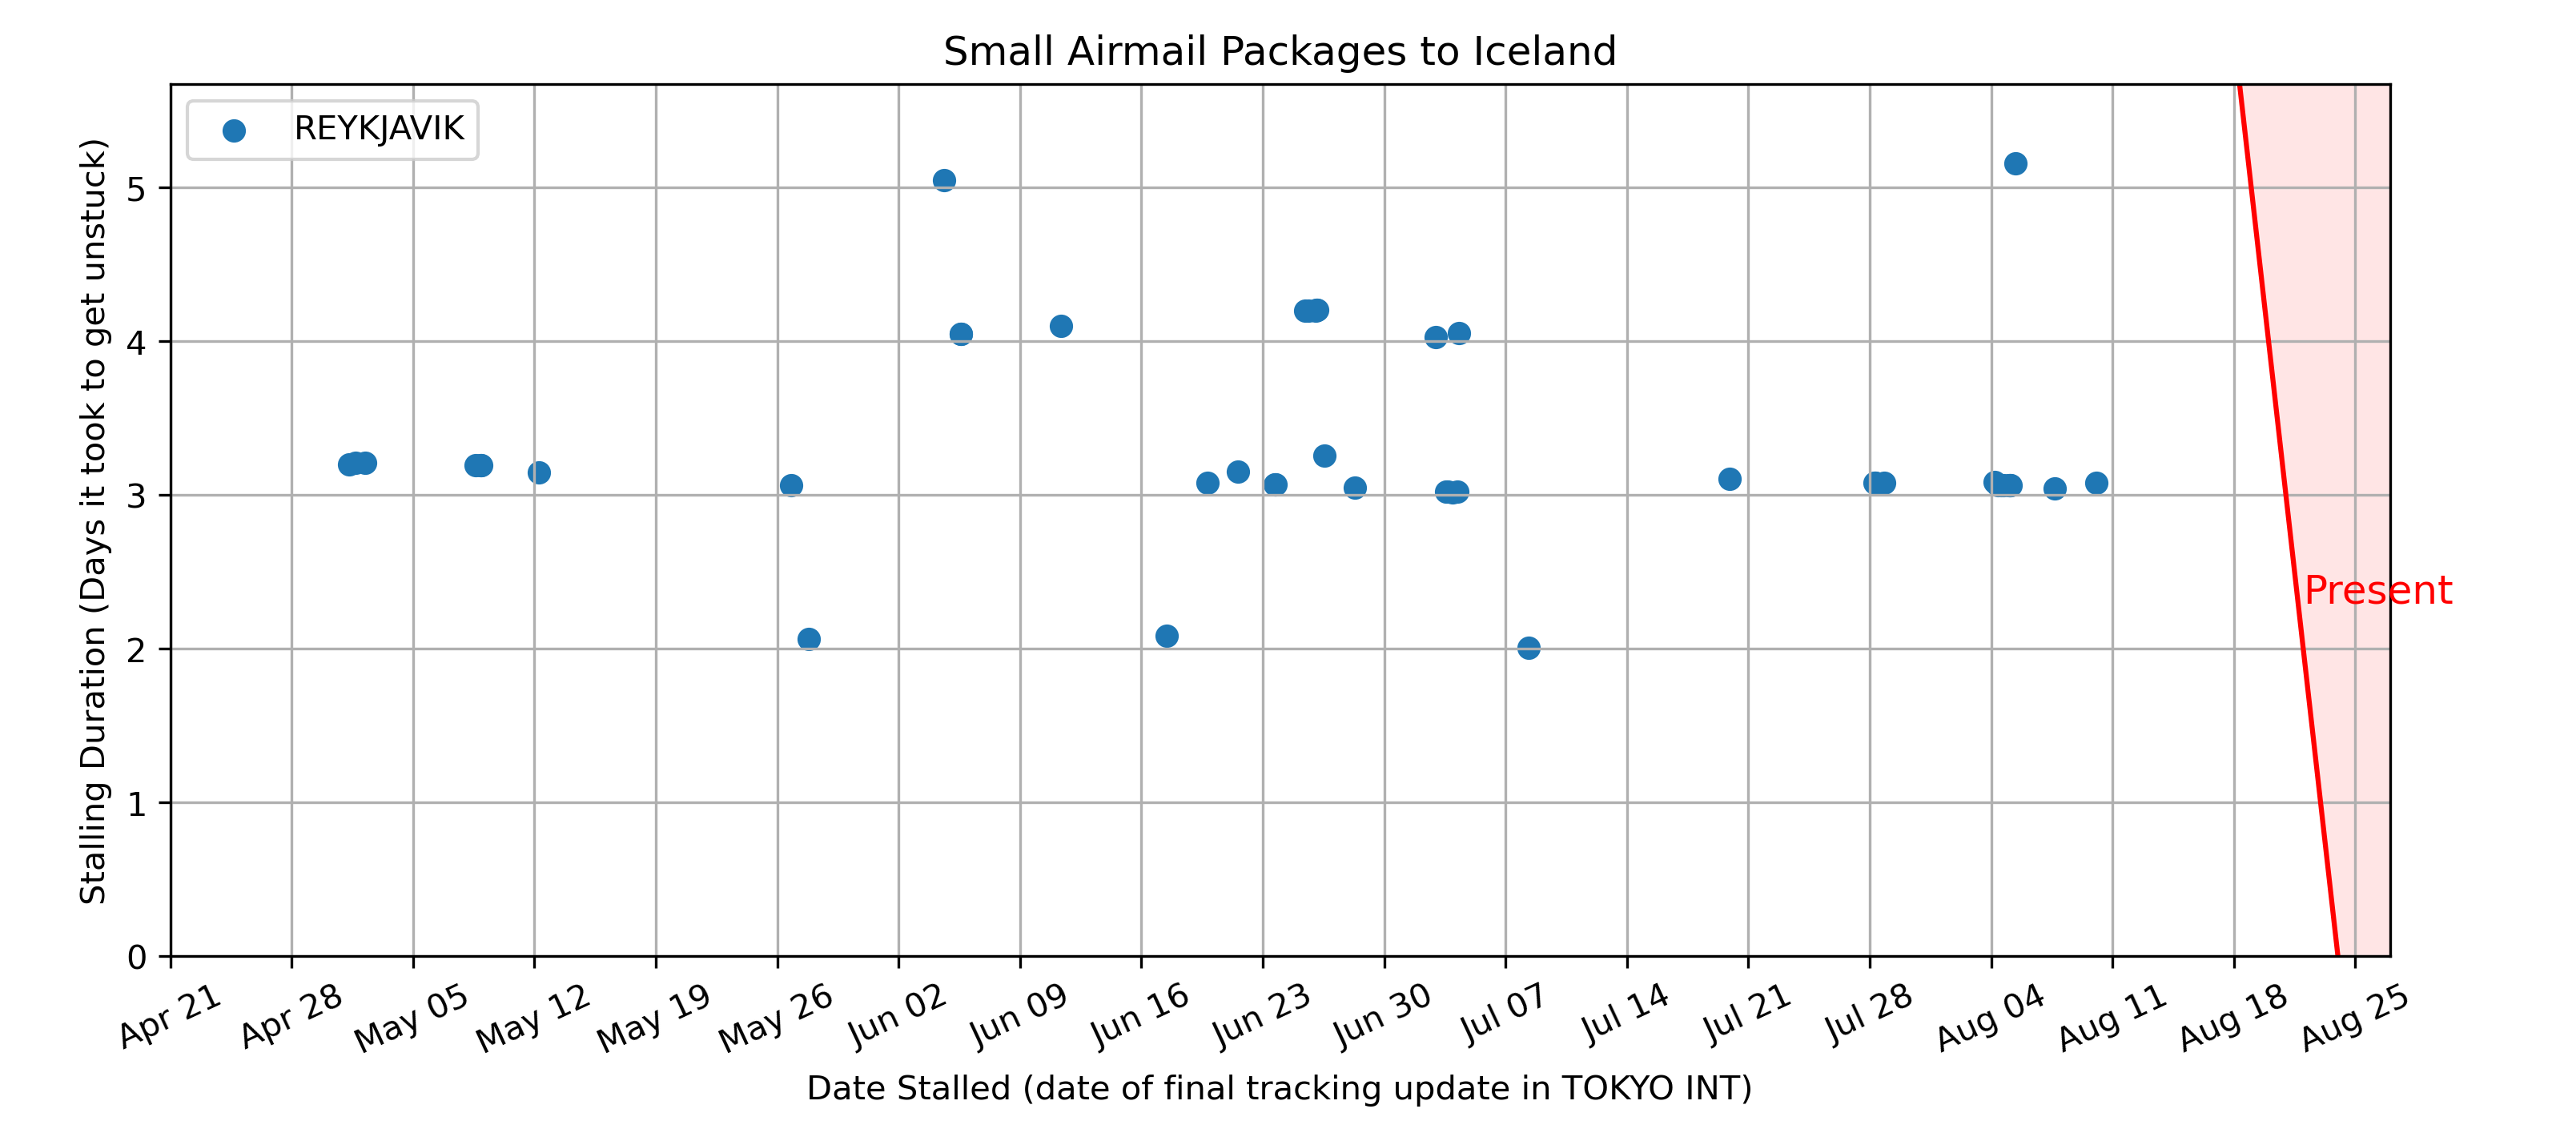 Small Airmail Packages to Iceland
REYKJAVIK
Stalling Duration (Days it took to get unstuck)
5
4
3
2
1
0
Present
Apr 21
Apr 28
May 05
May 12
May 19
May 26
Jun 02
Jun 09
Jun 16
Jun 23
Jun 30
Jul 07
Jul 14
Jul 21
Jul 28
Aug 04
Aug 11
Aug 18
Aug 25
Date Stalled (date of final tracking update in TOKYO INT)